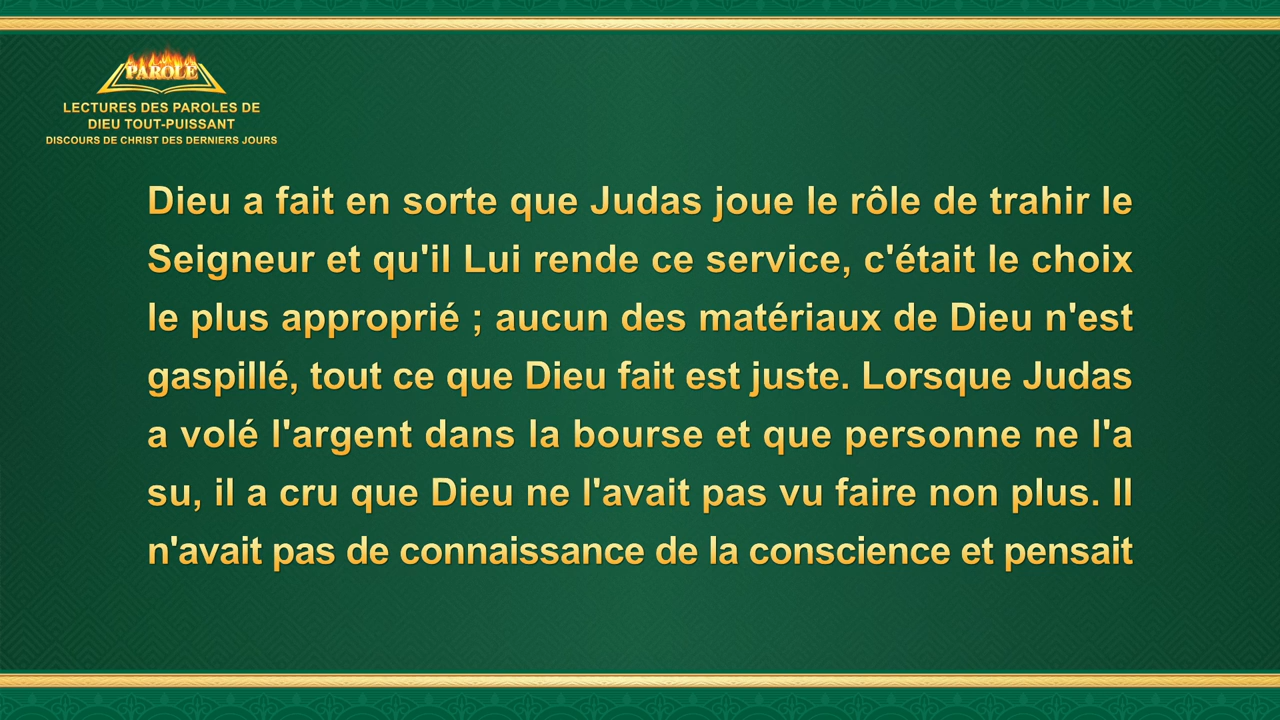 PAROLE
LECTURES DES PAROLES DE
DIEU TOUT-PUISSANT
DISCOURS DE CHRIST DES DERNIERS JOURS
Dieu a fait en sorte que Judas joue le rôle de trahir le
Seigneur et qu'il Lui rende ce service, c'était le choix
le plus approprié ; aucun des matériaux de Dieu n'est
gaspillé, tout ce que Dieu fait est juste. Lorsque Judas
a volé l'argent dans la bourse et que personne ne l'a
su, il a cru que Dieu ne l'avait pas vu faire non plus. Il
n'avait pas de connaissance de la conscience et pensait